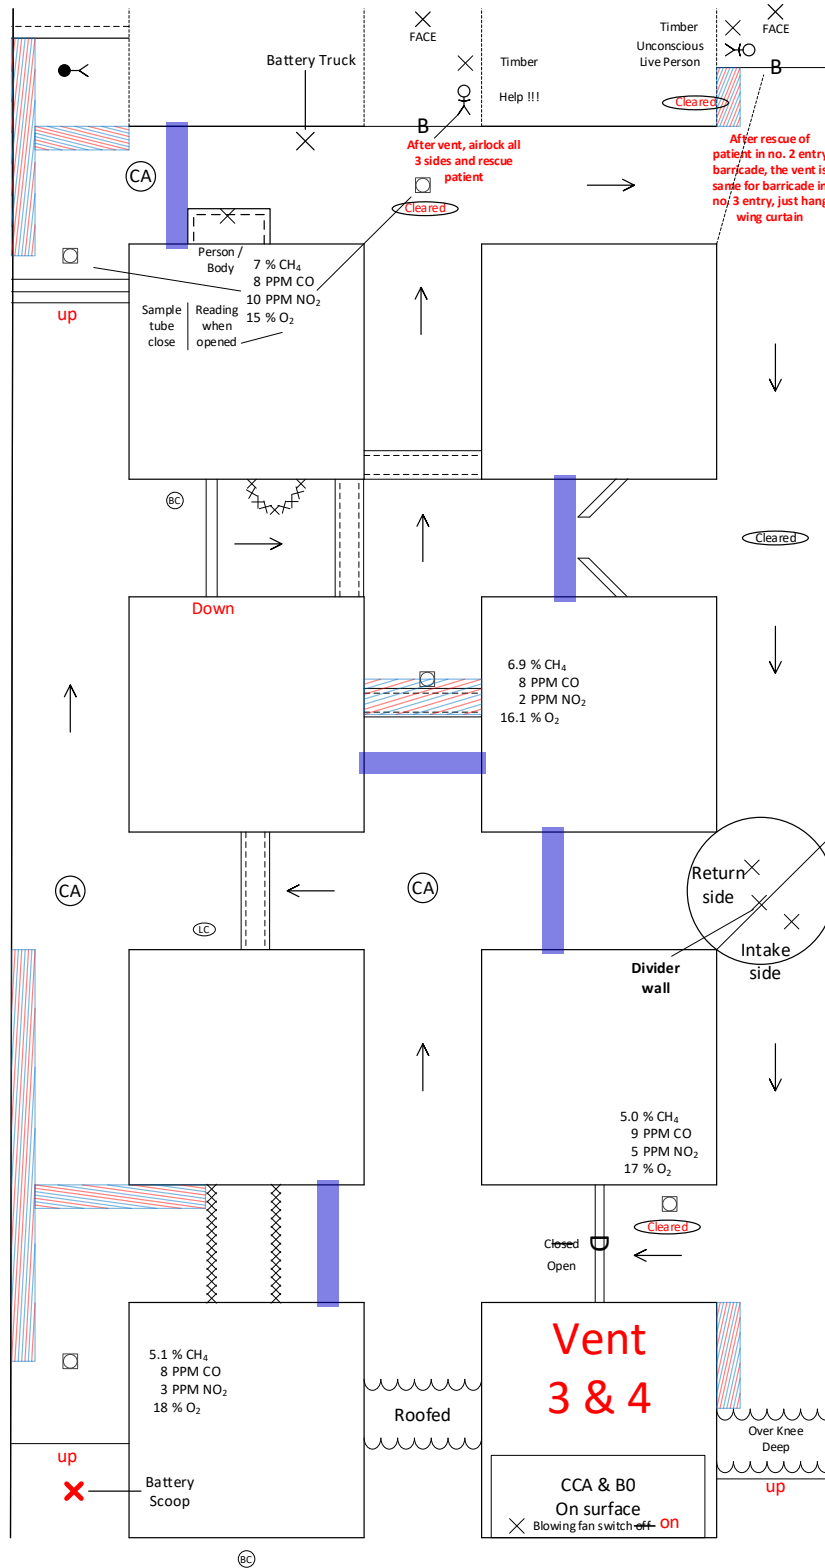 FACE
Timber
FACE
Battery Truck
Timber
Unconscious
Live Person
B
Help !!!
Cleared
B
After vent, airlock all
3 sides and rescue
patient
After rescue of
patient in no. 2 entry
barricade, the vent is
same for barricade in
no. 3 entry, just hang
wing curtain
CA
Cleared
Person /
Body
7 % CH₄
8 PPM CO
10 PPM NO₂
15 % O₂
up
Sample
tube
close
Reading
when
opened
BC
Cleared
Down
6.9 % CH₄
8 PPM CO
2 PPM NO₂
16.1 % O₂
CA
CA
Return
side
LC
Intake
side
Divider
wall
5.0 % CH₄
9 PPM CO
5 PPM NO₂
17 % O₂
Cleared
Closed
Open
Vent
3 & 4
5.1 % CH₄
8 PPM CO
3 PPM NO₂
18 % O₂
Roofed
Over Knee
Deep
up
Battery
Scoop
up
CCA & B0
On surface
Blowing fan switch off on
BC